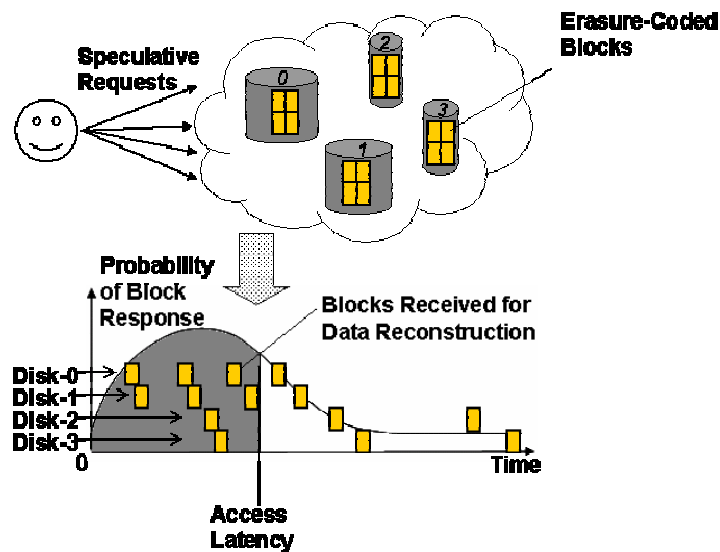 Erasure-Coded
Blocks
Speculative
Requests
0
2
3
1
Probability
of Block
Response
Blocks Received for
Data Reconstruction
Disk-0
Disk-1
Disk-2
Disk-3
0
Time
Access
Latency